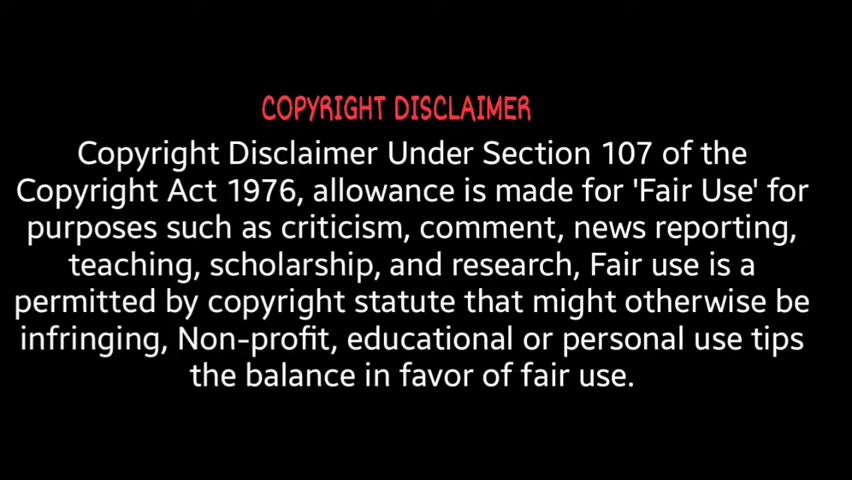 COPYRIGHT DISCLAIMER
Copyright Disclaimer Under Section 107 of the
Copyright Act 1976, allowance is made for 'Fair Use' for
purposes such as criticism, comment, news reporting,
teaching, scholarship, and research, Fair use is a
permitted by copyright statute that might otherwise be
infringing, Non-profit, educational or personal use tips
the balance in favor of fair use.